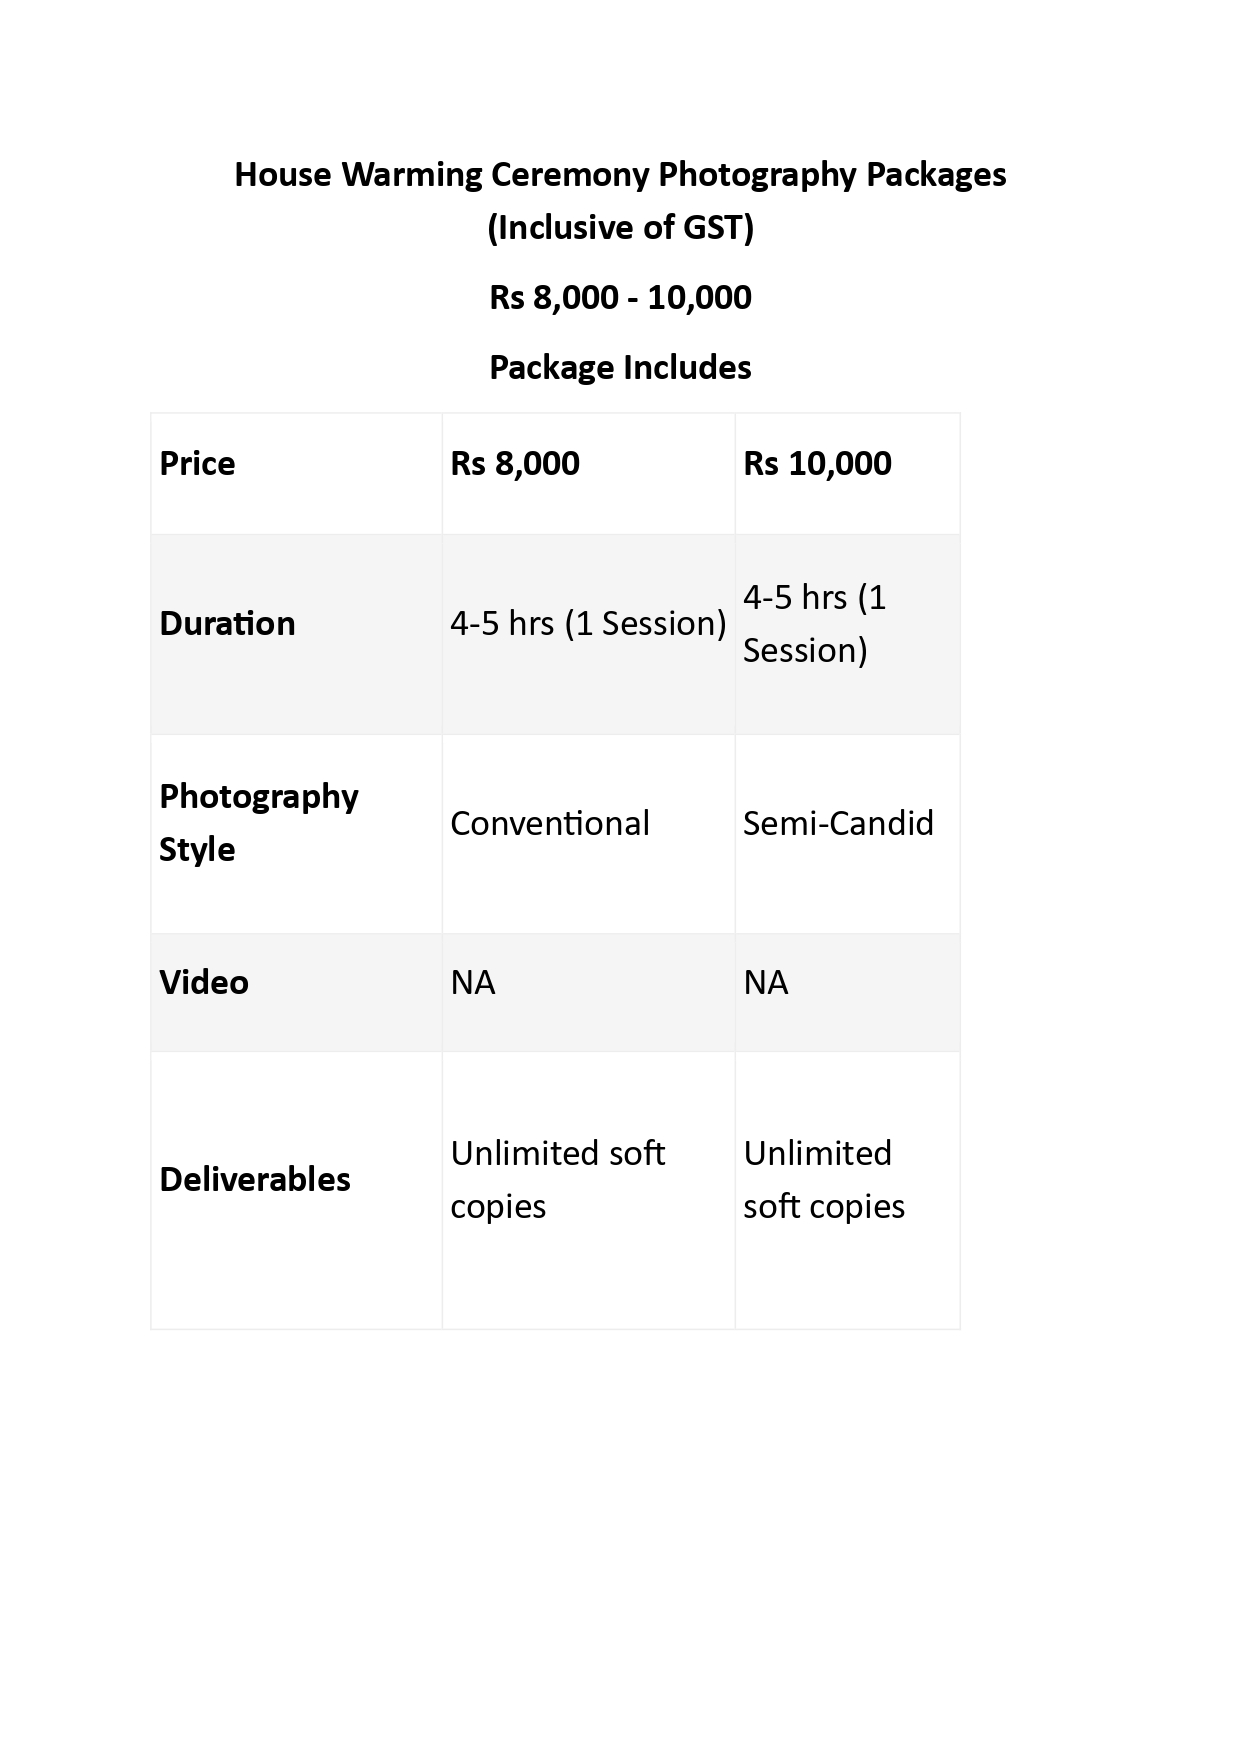 House Warming Ceremony Photography Packages
(Inclusive of GST)
Rs 8,000 - 10,000
Package Includes
Price Rs 8,000 Rs 10,000
Duration 4-5 hrs (1 Session) 4-5 hrs (1
Session)
Photography
Style Conventional Semi-Candid
Video NA NA
Deliverables Unlimited soft
copies Unlimited
soft copies